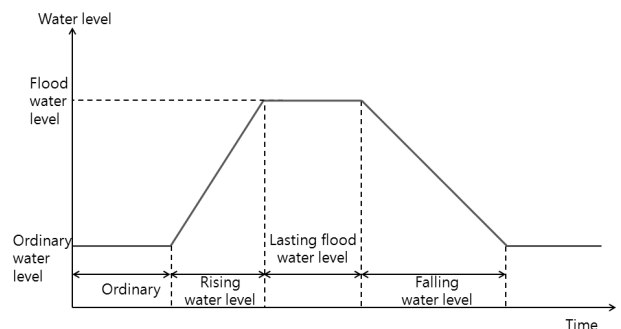 Water level
Flood
water
level
Ordinary
water
level
Lasting flood
water level
Ordinary
Rising
water level
Falling
water level
Time